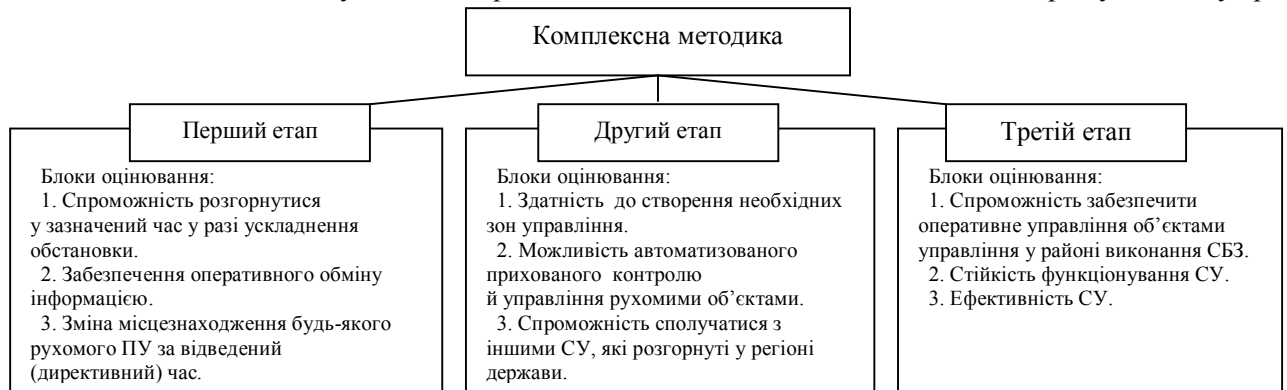 Комплексна методика
Перший етап
Блоки оцінювання:
1. Спроможність розгорнутися
у зазначений час у разі ускладнення
обстановки.
2. Забезпечення оперативного обміну
інформацією.
3. Зміна місцезнаходження будь-якого
рухомого ПУ за відведений
(директивний) час.
Другий етап
Блоки оцінювання:
1. Здатність до створення необхідних
зон управління.
2. Можливість автоматизованого
прихованого контролю
й управління рухомими об’єктами.
3. Спроможність сполучатися з
іншими СУ, які розгорнуті у регіоні
держави.
Третій етап
Блоки оцінювання:
1. Спроможність забезпечити
оперативне управління об’єктами
управління у районі виконання СБЗ.
2. Стійкість функціонування СУ.
3. Ефективність СУ.